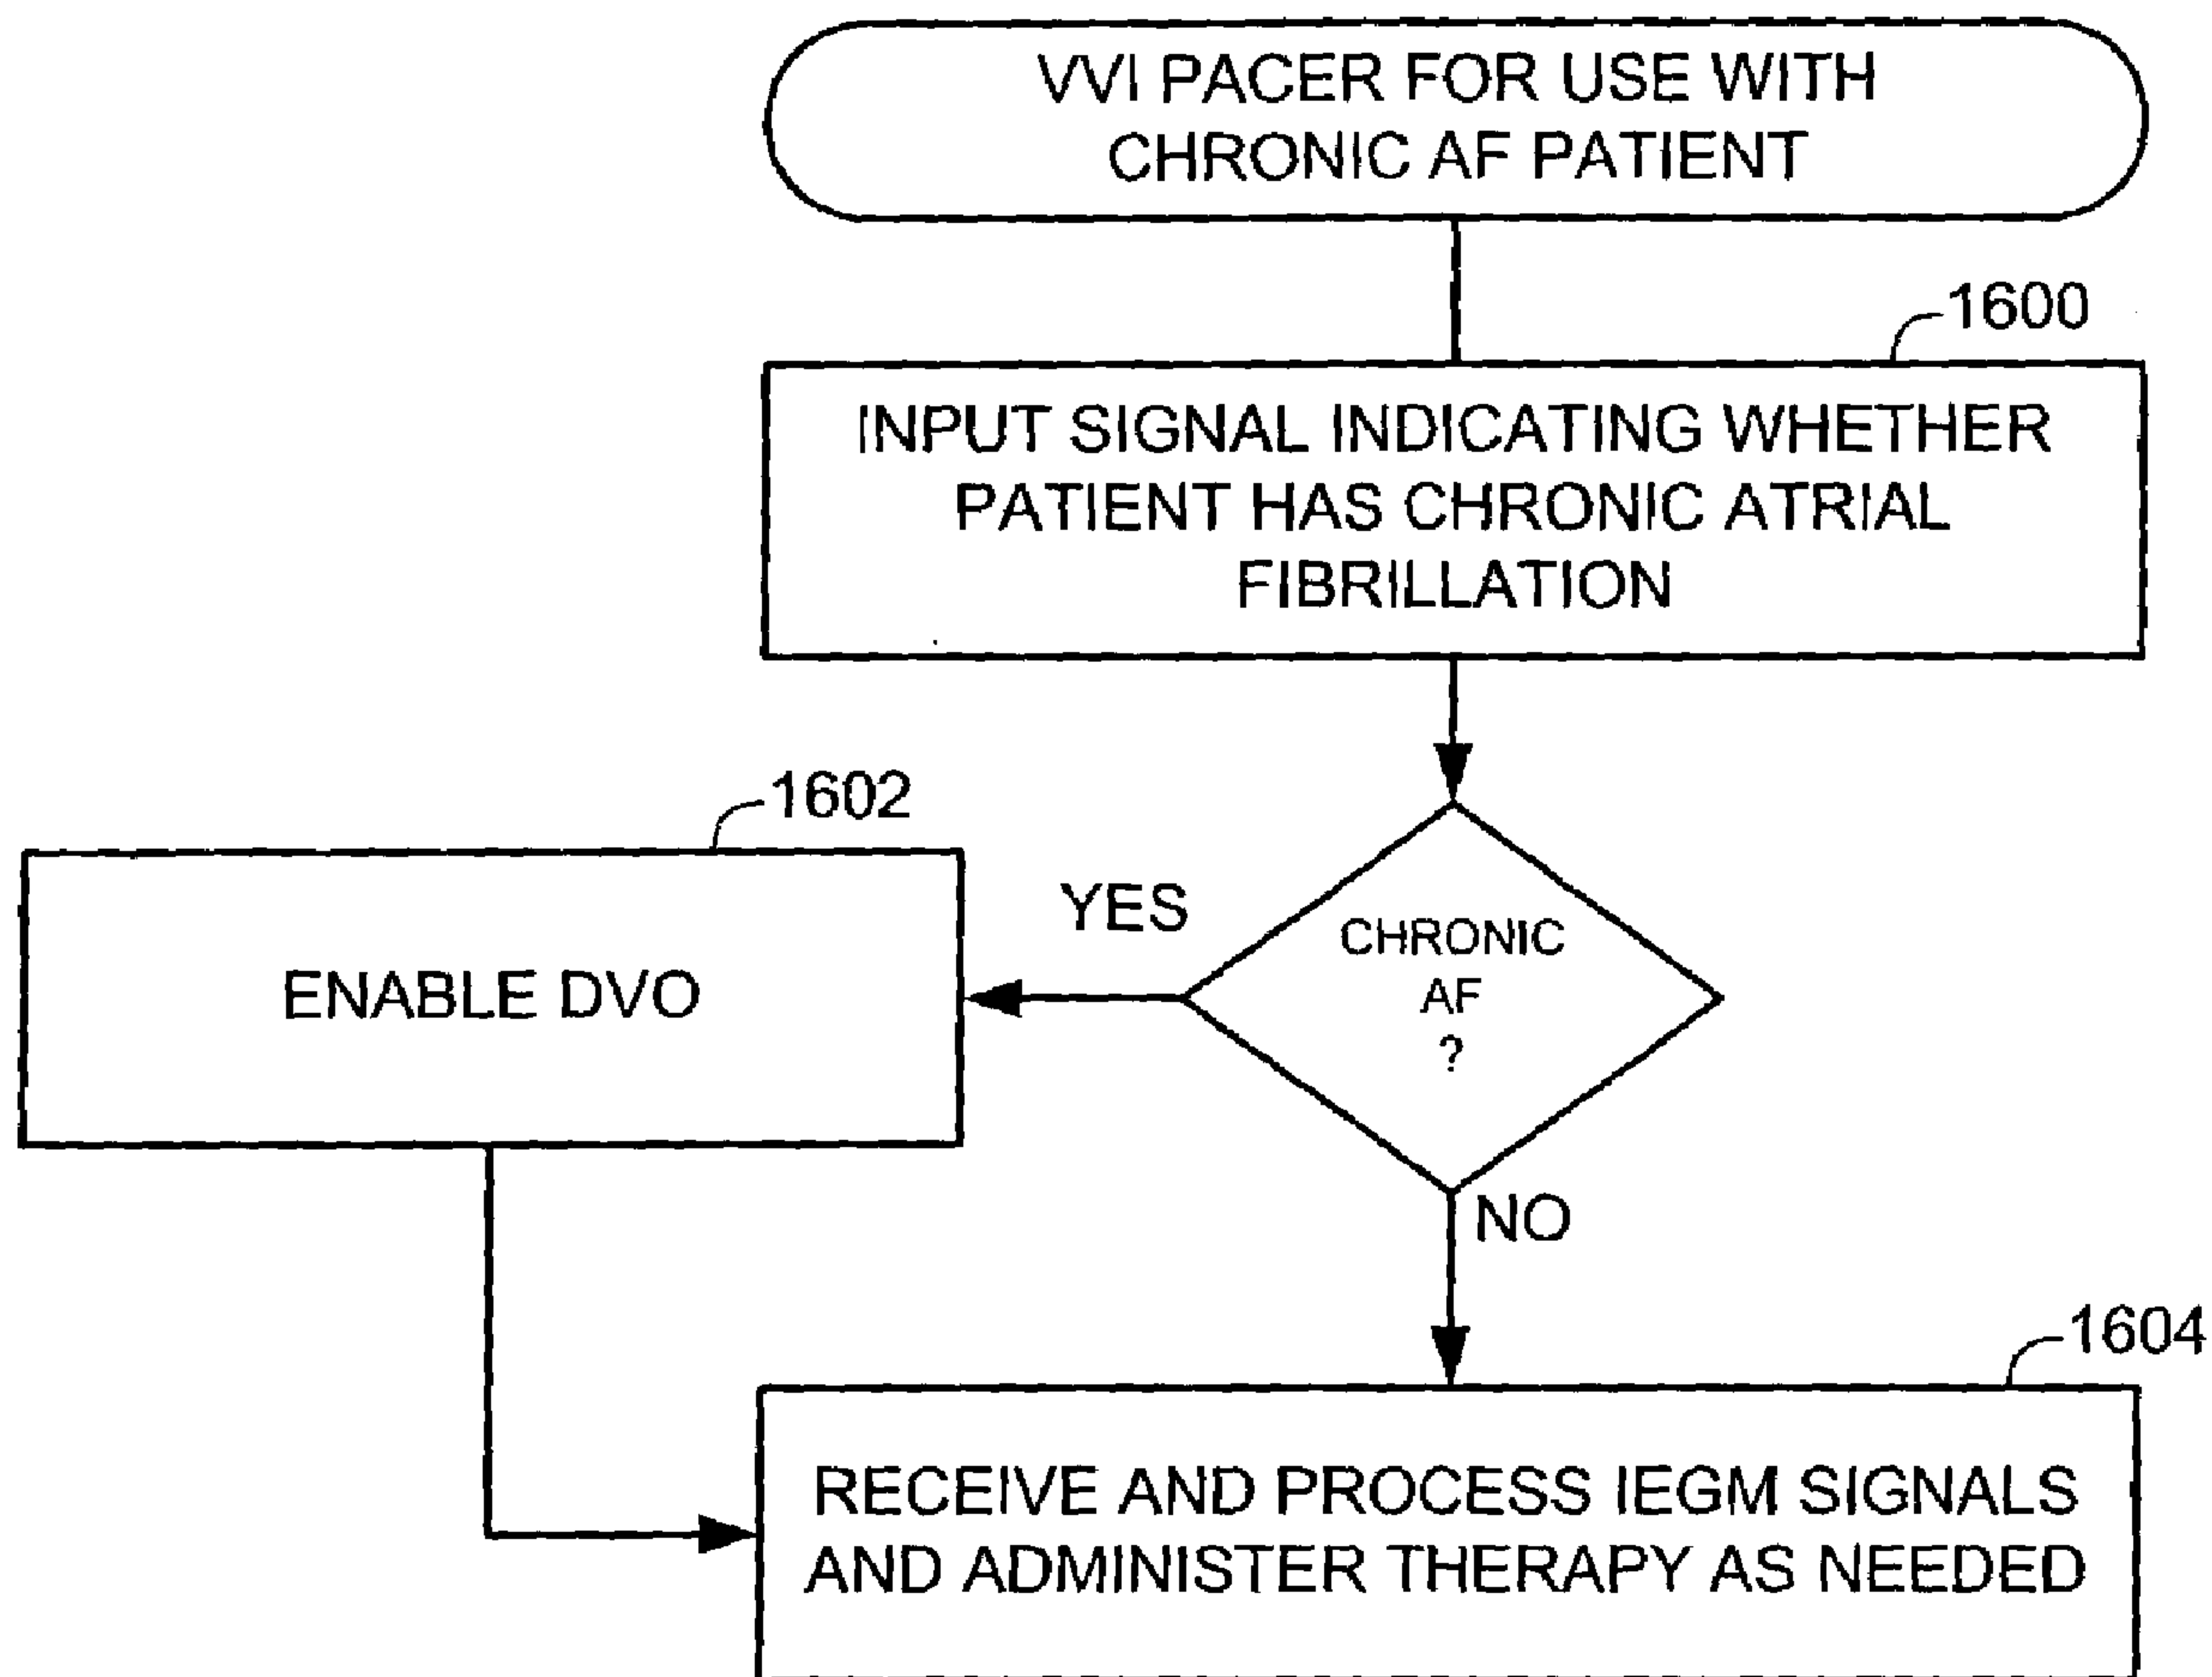 VVI PACER FOR USE WITH
CHRONIC AF PATIENT
1600
INPUT SIGNAL INDICATING WHETHER
PATIENT HAS CHRONIC ATRIAL
FIBRILLATION
1602
YES
CHRONIC
AF
?
ENABLE DVO
NO
1604
RECEIVE AND PROCESS IEGM SIGNALS
AND ADMINISTER THERAPY AS NEEDED